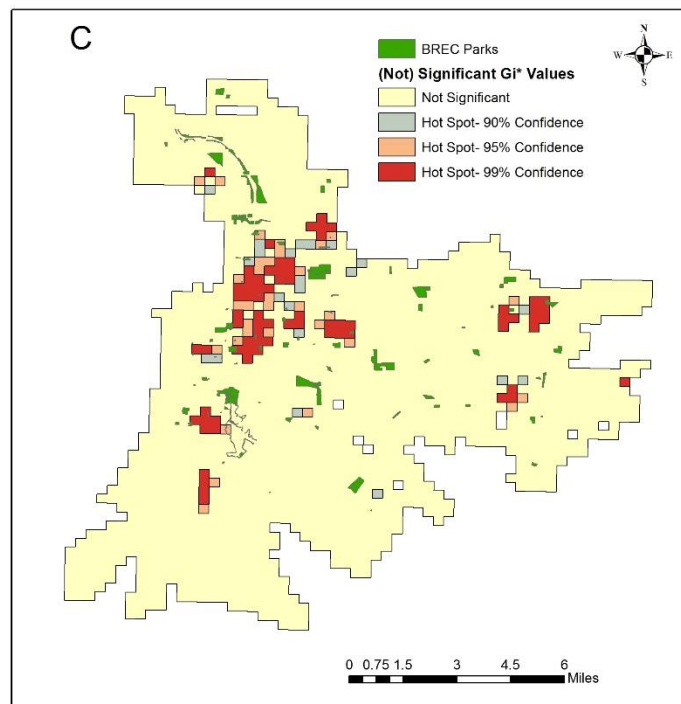 C
N
W E
S
BREC Parks
(Not) Significant Gi* Values
Not Significant
Hot Spot- 90% Confidence
Hot Spot- 95% Confidence
Hot Spot- 99% Confidence
0 0.75 1.5 3 4.5 6
Miles